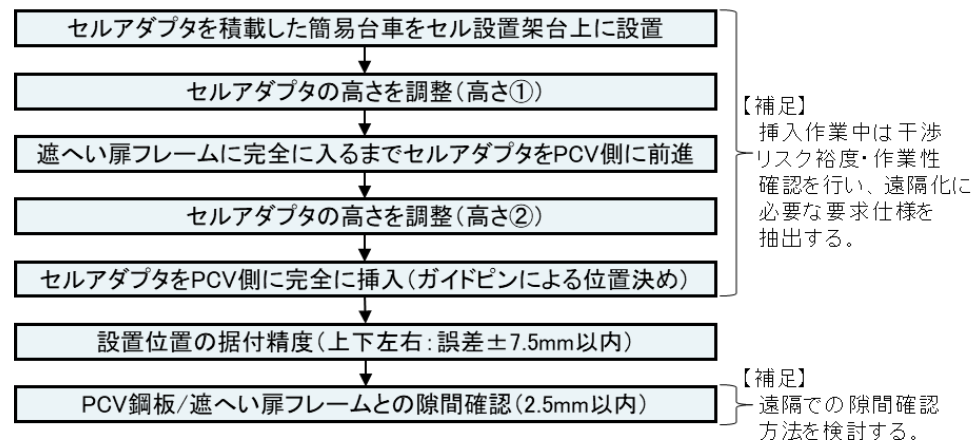 セルアダプタを積載した簡易台車をセル設置架台上に設置
セルアダプタの高さを調整(高さ①)
遮へい扉フレームに完全に入るまでセルアダプタをPCV側に前進
セルアダプタの高さを調整(高さ②)
セルアダプタをPCV側に完全に挿入(ガイドピンによる位置決め)
【補足】
挿入作業中は干渉
リスク裕度・作業性
確認を行い、遠隔化に
必要な要求仕様を
抽出する。
設置位置の据付精度(上下左右:誤差±7.5mm以内)
PCV鋼板/遮へい扉フレームとの隙間確認(2.5mm以内)
【補足】
遠隔での隙間確認
方法を検討する。